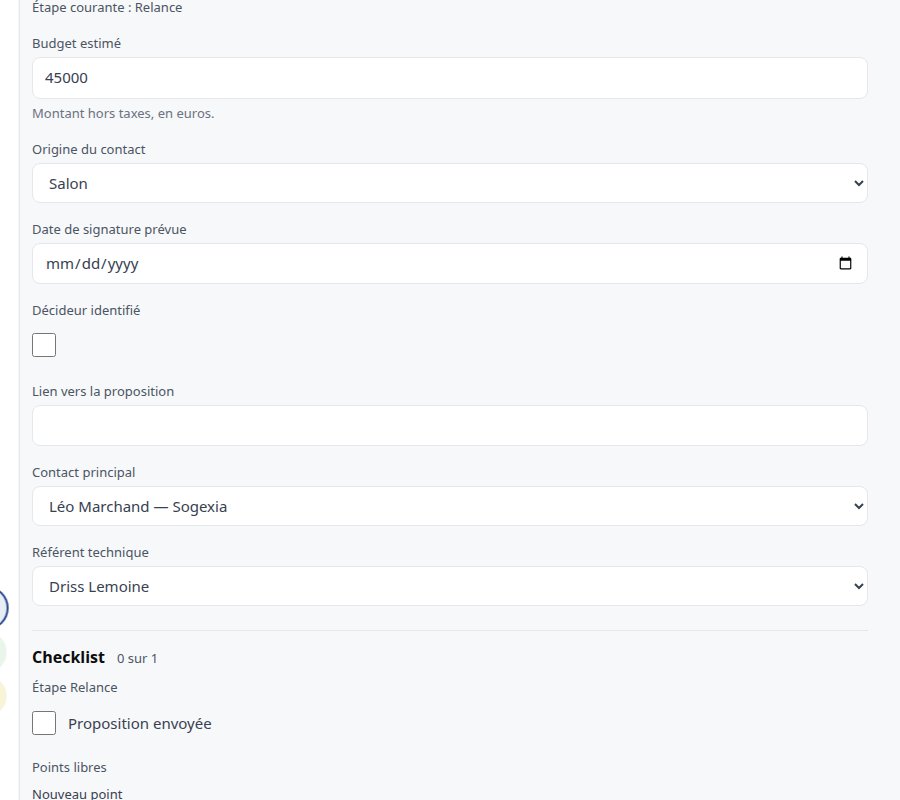 Étape courante : Relance
Budget estimé
45000
Montant hors taxes, en euros.
Origine du contact
Salon
Date de signature prévue
mm/dd/yyyy
Décideur identifié
Lien vers la proposition
Contact principal
Léo Marchand — Sogexia
Référent technique
Driss Lemoine
Checklist 0 sur 1
Étape Relance
Proposition envoyée
Points libres
Nouveau point